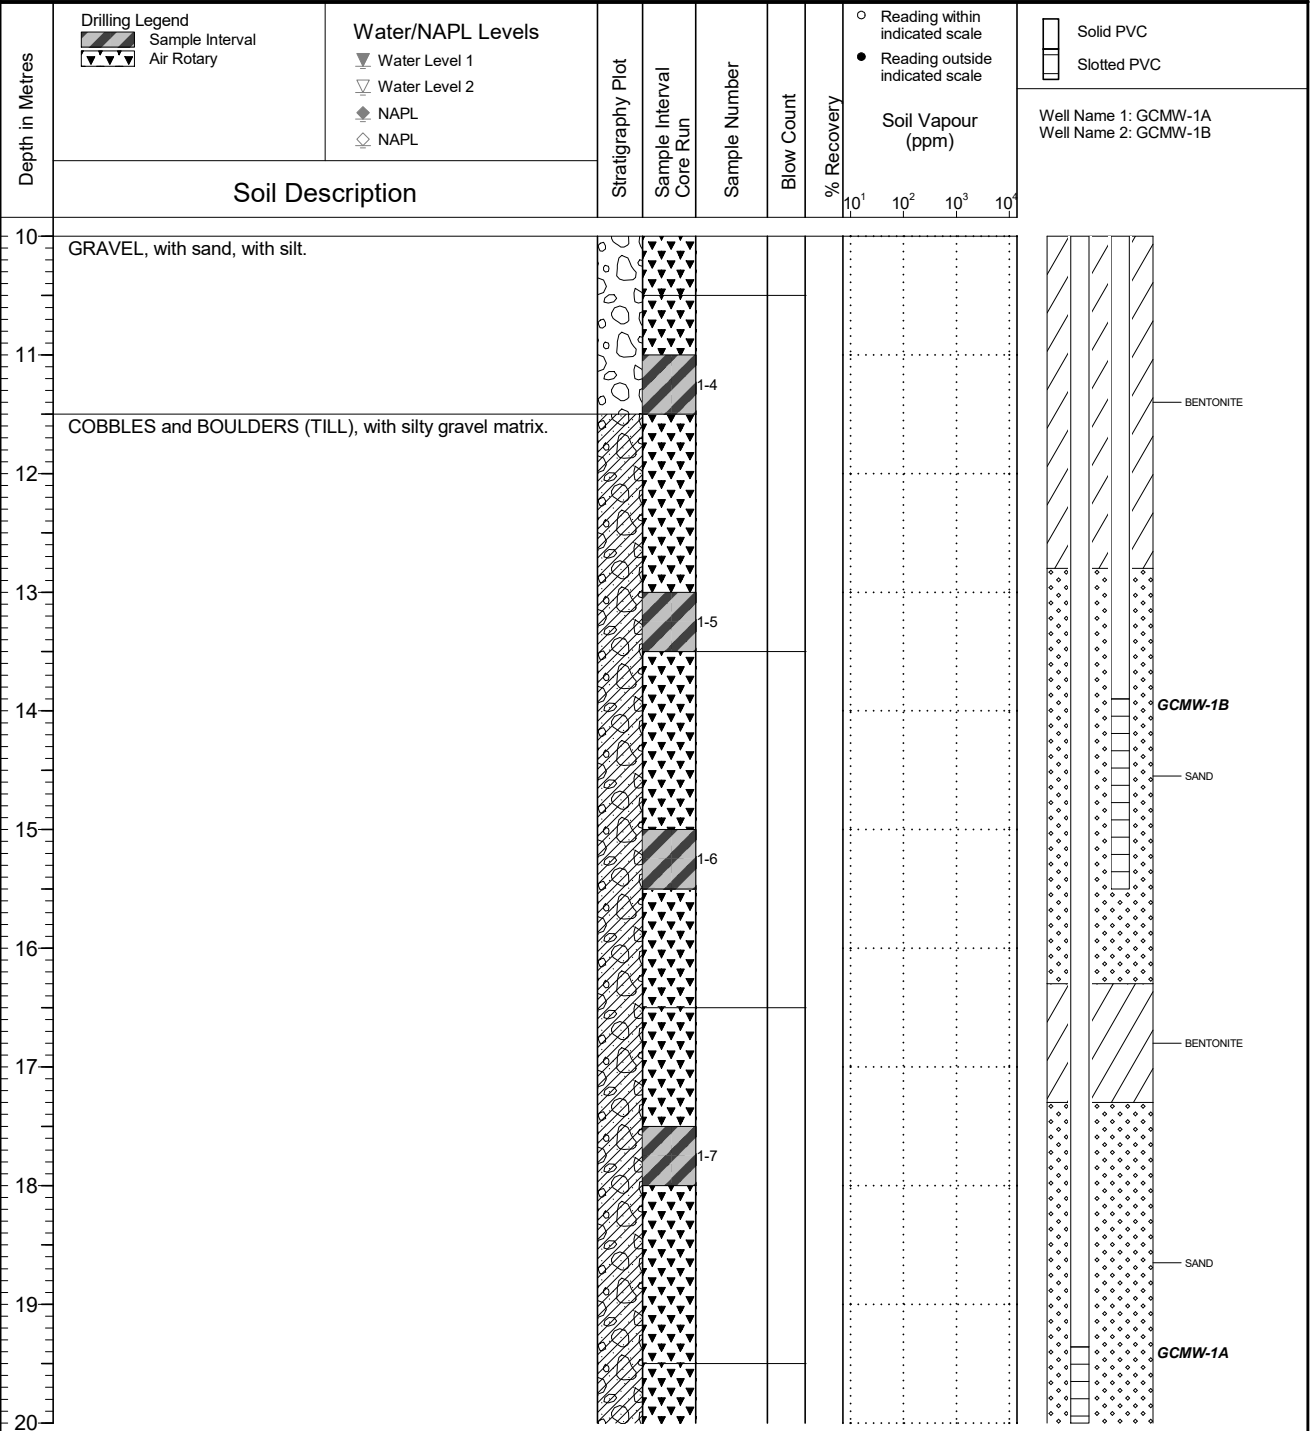 Depth in Metres
Drilling Legend
Sample Interval
Air Rotary
Water/NAPL Levels
Water Level 1
Water Level 2
NAPL
NAPL
Soil Description
Stratigraphy Plot
Sample Interval
Core Run
Sample Number
Blow Count
% Recovery
Reading within
indicated scale
Reading outside
indicated scale
Soil Vapour
(ppm)
10¹ 10² 10³ 10⁴
Solid PVC
Slotted PVC
Well Name 1: GCMW-1A
Well Name 2: GCMW-1B
10
GRAVEL, with sand, with silt.
11
1-4
BENTONITE
COBBLES and BOULDERS (TILL), with silty gravel matrix.
12
13
1-5
14
GCMW-1B
SAND
15
1-6
16
BENTONITE
17
1-7
18
SAND
19
GCMW-1A
20